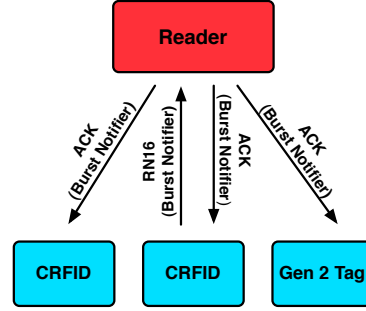 Reader
ACK
(Burst Notifier)
RN16
(Burst Notifier)
ACK
(Burst Notifier)
ACK
(Burst Notifier)
CRFID
CRFID
Gen 2 Tag